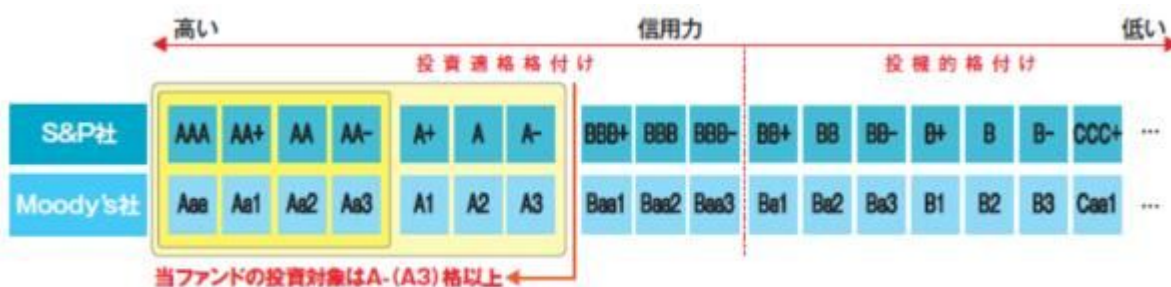 高い 信用力 低い
投資適格格付け 投機的格付け
S&P社 AAA AA+ AA AA- A+ A A- BBB+ BBB BBB- BB+ BB BB- B+ B B- CCC+ …
Moody's社 Aaa Aa1 Aa2 Aa3 A1 A2 A3 Baa1 Baa2 Baa3 Ba1 Ba2 Ba3 B1 B2 B3 Caa1 …
当ファンドの投資対象はA-(A3)格以上